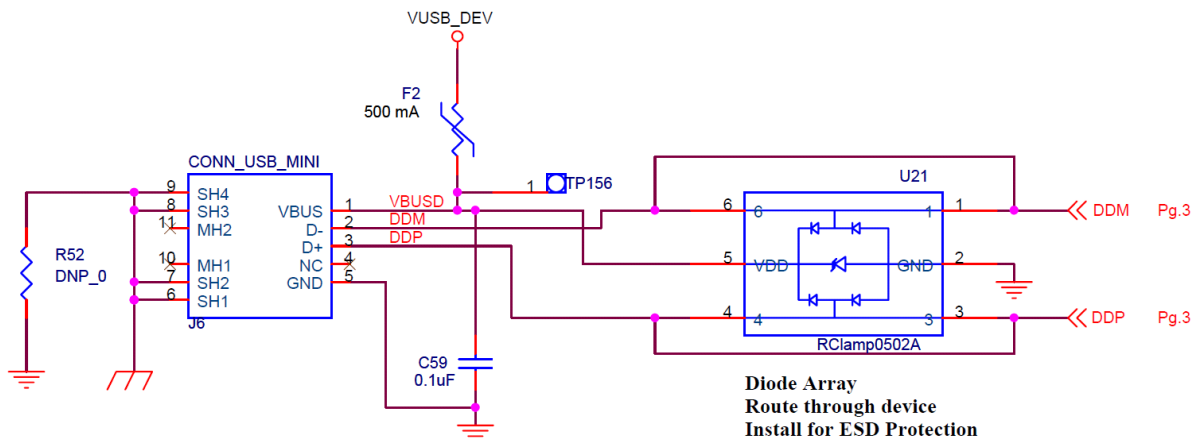 VUSB_DEV
F2
500 mA
CONN_USB_MINI
1
TP156
U21
9
SH4
8
SH3
11
MH2
10
MH1
7
SH2
6
SH1
J6
VBUS
1
VBUSD
D-
2
DDM
D+
3
DDP
NC
4
GND
5
R52
DNP_0
C59
0.1uF
6
6
1
1
DDM Pg.3
5
VDD
GND
2
4
4
3
3
DDP Pg.3
RClamp0502A
Diode Array
Route through device
Install for ESD Protection